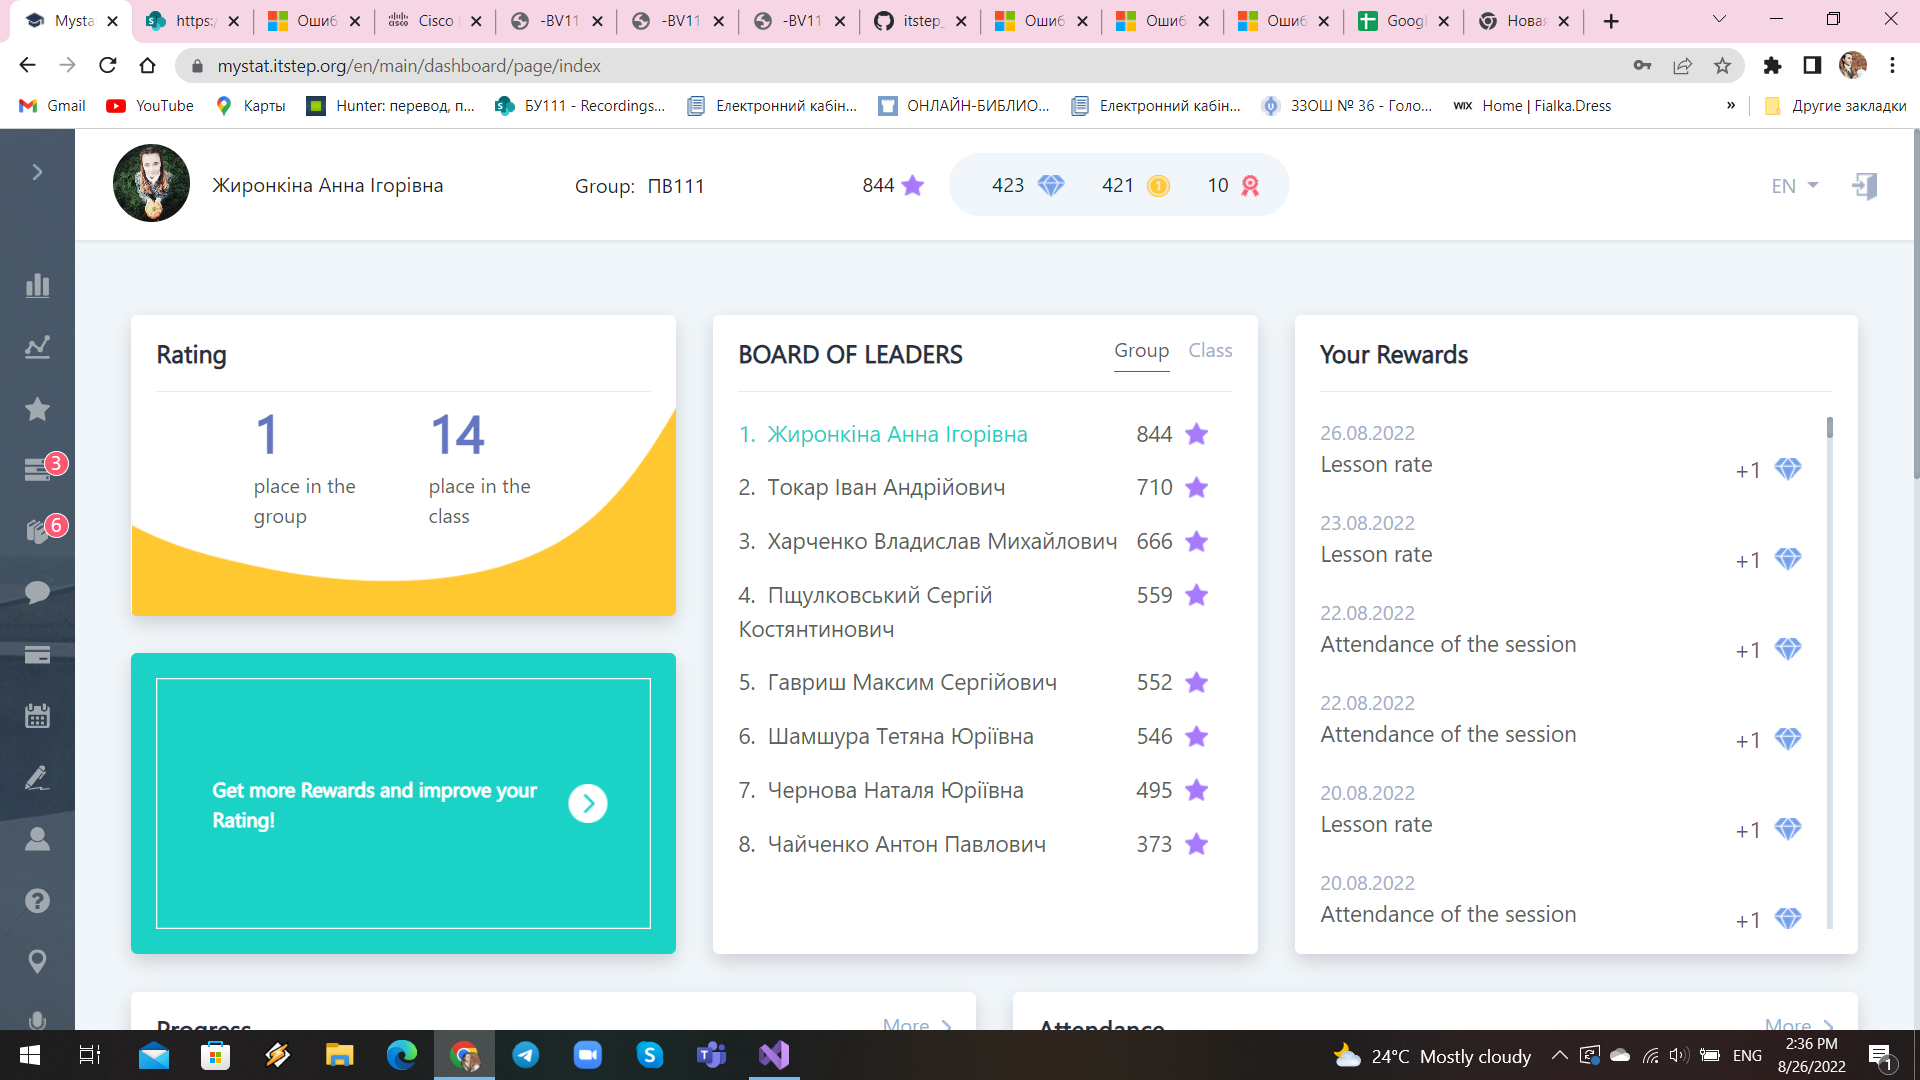 Mysta
https:/
Ошиб
Cisco
-BV11
-BV11
-BV11
itstep_
Ошиб
Ошиб
Ошиб
Googl
Новая
mystat.itstep.org/en/main/dashboard/page/index
Gmail
YouTube
Карты
Hunter: перевод, п...
БУ111 - Recordings...
Електронний кабін...
ОНЛАЙН-БИБЛИО...
Електронний кабін...
ЗЗОШ № 36 - Голо...
WIX Home | Fialka.Dress
»
Другие закладки
Жиронкіна Анна Ігорівна
Group: ПВ111
844
423
421
10
EN
3
6
Rating
1
place in the
group
14
place in the
class
Get more Rewards and improve your
Rating!
BOARD OF LEADERS
Group Class
1. Жиронкіна Анна Ігорівна 844
2. Токар Іван Андрійович 710
3. Харченко Владислав Михайлович 666
4. Пщулковський Сергій 559
Костянтинович
5. Гавриш Максим Сергійович 552
6. Шамшура Тетяна Юріївна 546
7. Чернова Наталя Юріївна 495
8. Чайченко Антон Павлович 373
Your Rewards
26.08.2022
Lesson rate +1
23.08.2022
Lesson rate +1
22.08.2022
Attendance of the session +1
22.08.2022
Attendance of the session +1
20.08.2022
Lesson rate +1
20.08.2022
Attendance of the session +1
Progress More
Attendance More
24°C Mostly cloudy
ENG
2:36 PM
8/26/2022
1